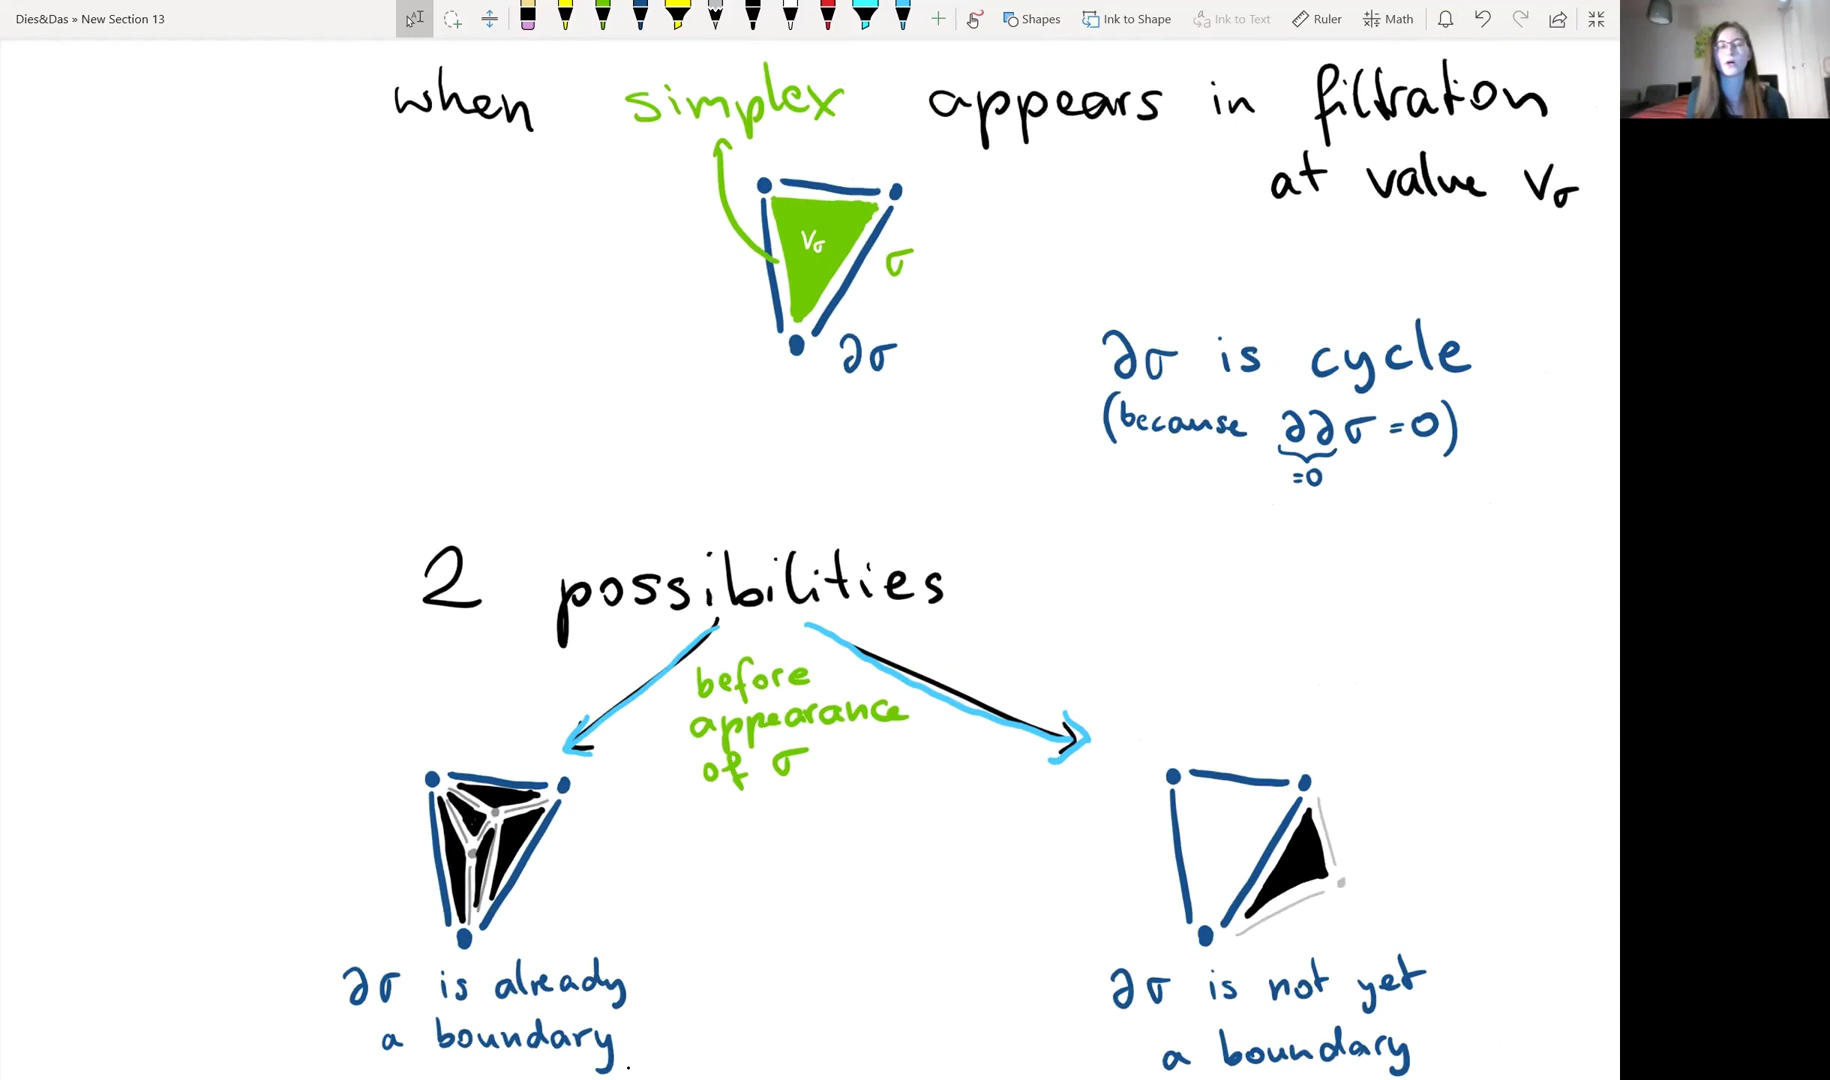 Dies&Das » New Section 13
Shapes
Ink to Shape
Ink to Text
Ruler
Math
when simplex appears in filtration
at value vσ
vσ
σ
∂σ
∂σ is cycle
(because ∂∂σ = 0)
=0
2 possibilities
before
appearance
of σ
∂σ is already
a boundary.
∂σ is not yet
a boundary